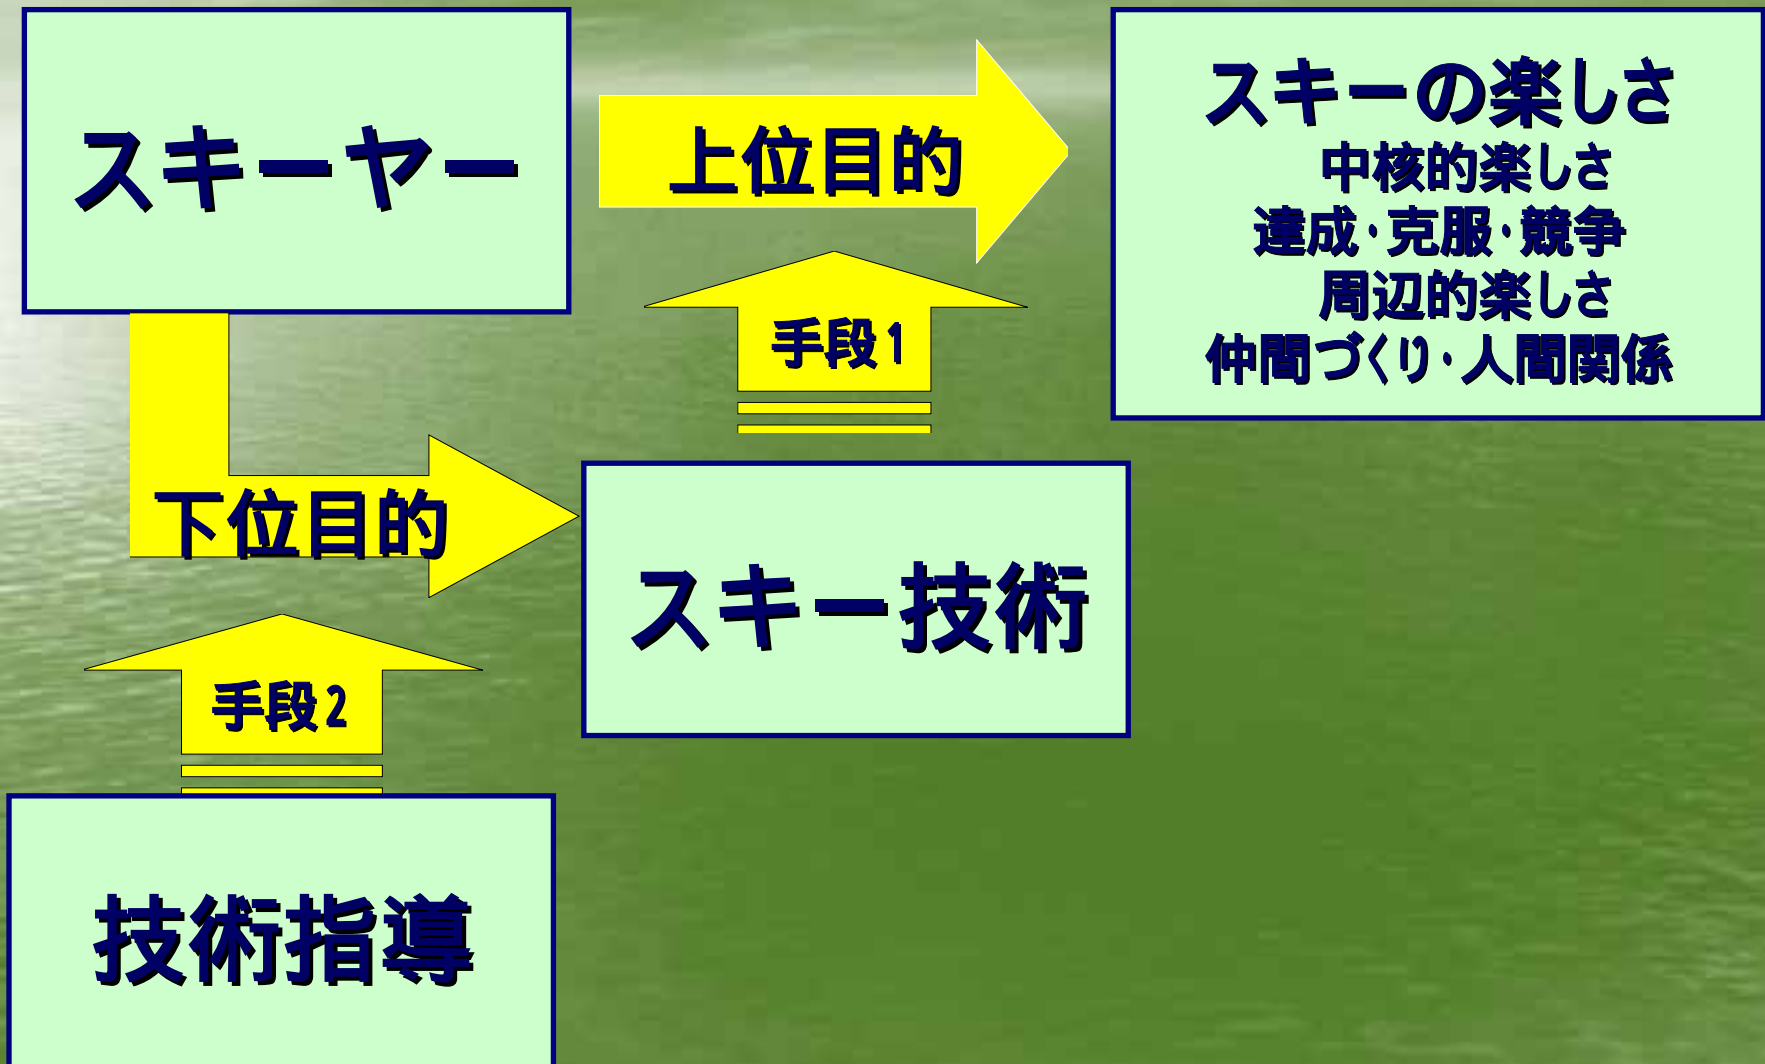 スキーヤー
上位目的
スキーの楽しさ
中核的楽しさ
達成・克服・競争
周辺的楽しさ
仲間づくり・人間関係
手段1
下位目的
スキー技術
手段2
技術指導